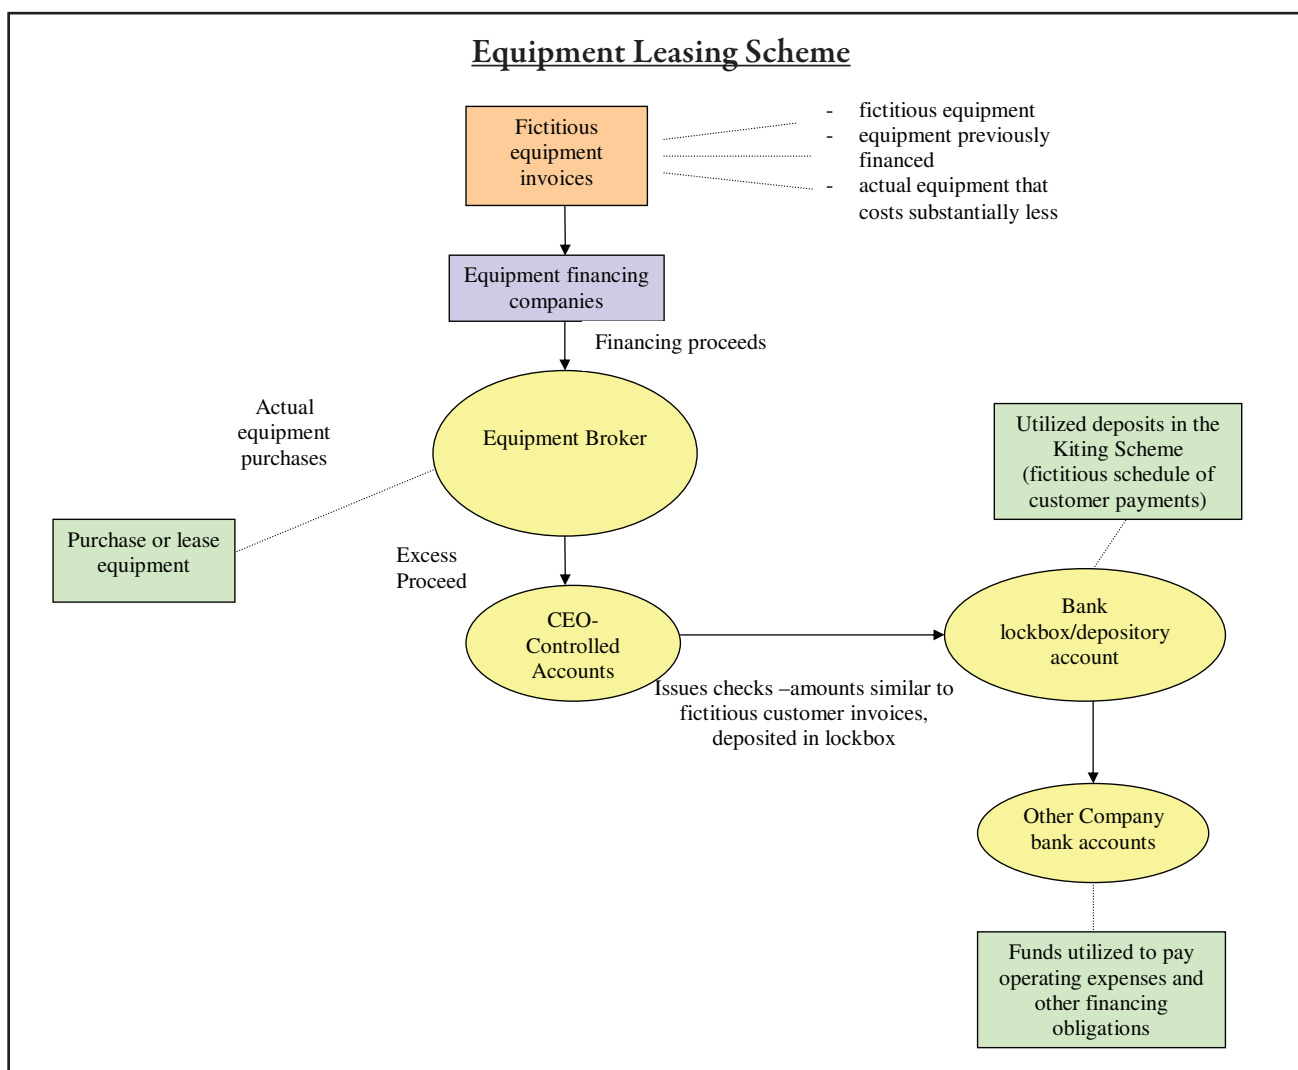 Equipment Leasing Scheme
Fictitious
equipment
invoices
- fictitious equipment
- equipment previously
financed
- actual equipment that
costs substantially less
Equipment financing
companies
Financing proceeds
Actual
equipment
purchases
Equipment Broker
Utilized deposits in the
Kiting Scheme
(fictitious schedule of
customer payments)
Purchase or lease
equipment
Excess
Proceed
CEO-
Controlled
Accounts
Bank
lockbox/depository
account
Issues checks –amounts similar to
fictitious customer invoices,
deposited in lockbox
Other Company
bank accounts
Funds utilized to pay
operating expenses and
other financing
obligations